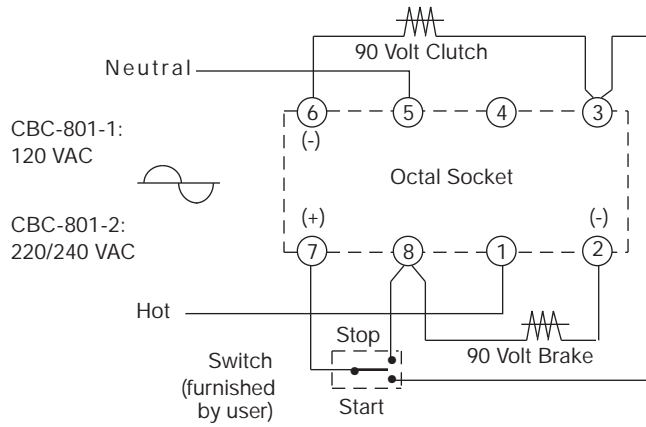 90 Volt Clutch
Neutral
6
5
4
3
(-)
CBC-801-1:
120 VAC
Octal Socket
CBC-801-2:
220/240 VAC
(+)
(-)
7
8
1
2
Hot
Stop
90 Volt Brake
Switch
(furnished
by user)
Start